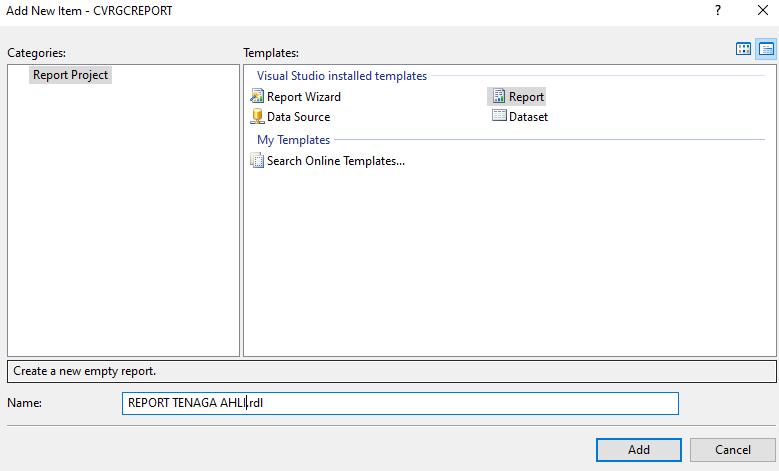 Add New Item - CVRGCREPORT
?
Categories:
Templates:
Report Project
Visual Studio installed templates
Report Wizard
Report
Data Source
Dataset
My Templates
Search Online Templates...
Create a new empty report.
Name:
REPORT TENAGA AHLI.rdl
Add
Cancel